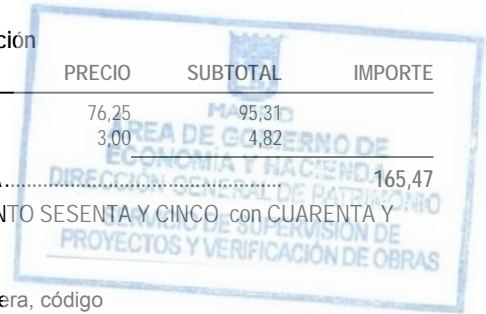 ción
PRECIO SUBTOTAL IMPORTE
76,25 95,31
3,00 4,82
165,47
NTO SESENTA Y CINCO con CUARENTA Y
era, código
MADRID
ÁREA DE GOBIERNO DE
ECONOMÍA Y HACIENDA
DIRECCIÓN GENERAL DE PATRIMONIO
SERVICIO DE SUPERVISIÓN DE
PROYECTOS Y VERIFICACIÓN DE OBRAS